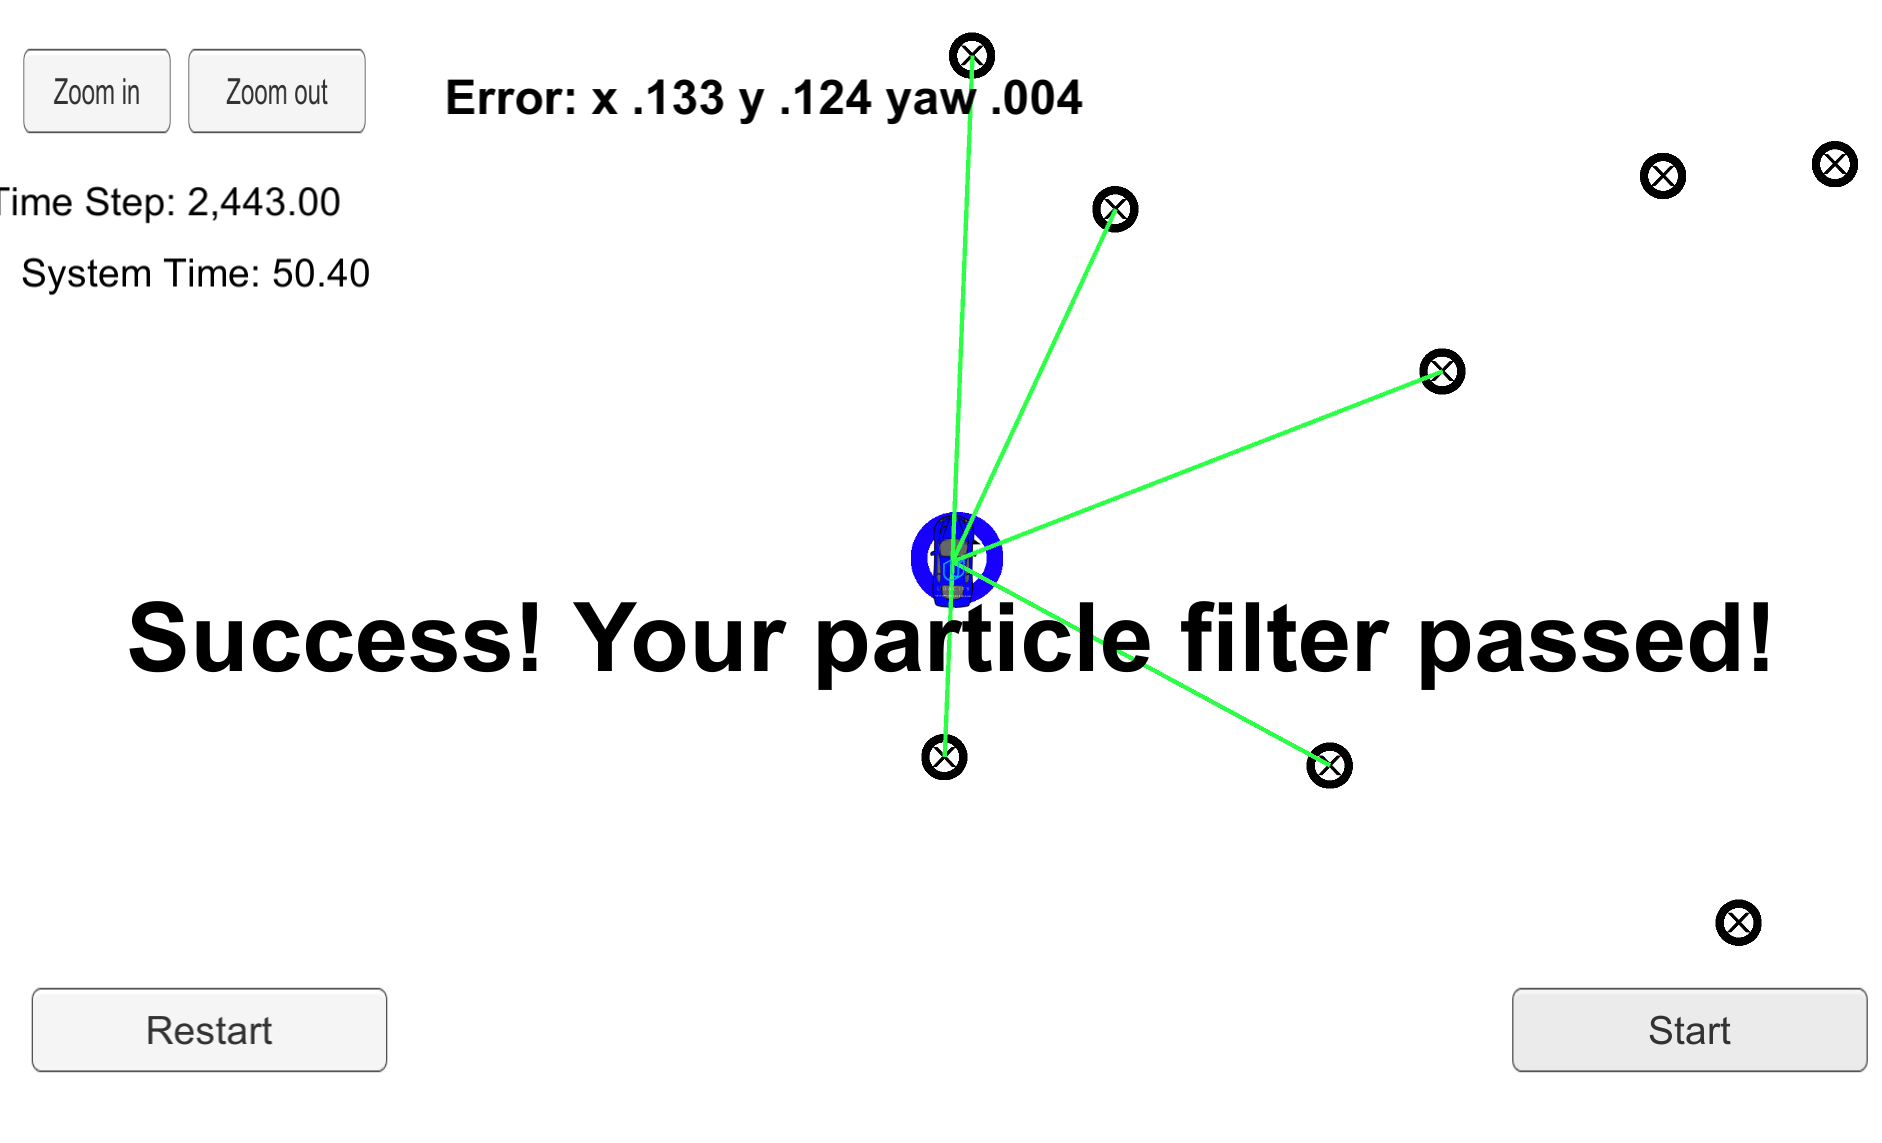 Zoom in
Zoom out
Error: x .133 y .124 yaw .004
Time Step: 2,443.00
System Time: 50.40
Success! Your particle filter passed!
Restart
Start